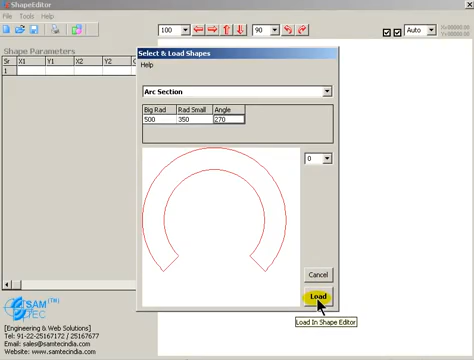 ShapeEditor
File Tools Help
100
90
Auto
Shape Parameters
Sr X1 Y1 X2 Y2
1
Select & Load Shapes
Help
Arc Section
Big Rad Rad Small Angle
500 350 270
0
Cancel
Load
Load In Shape Editor
SAM (TM)
TEC
[Engineering & Web Solutions]
Tel: 91-22-25167172 / 25167677
Email: sales@samtecindia.com
Website: www.samtecindia.com